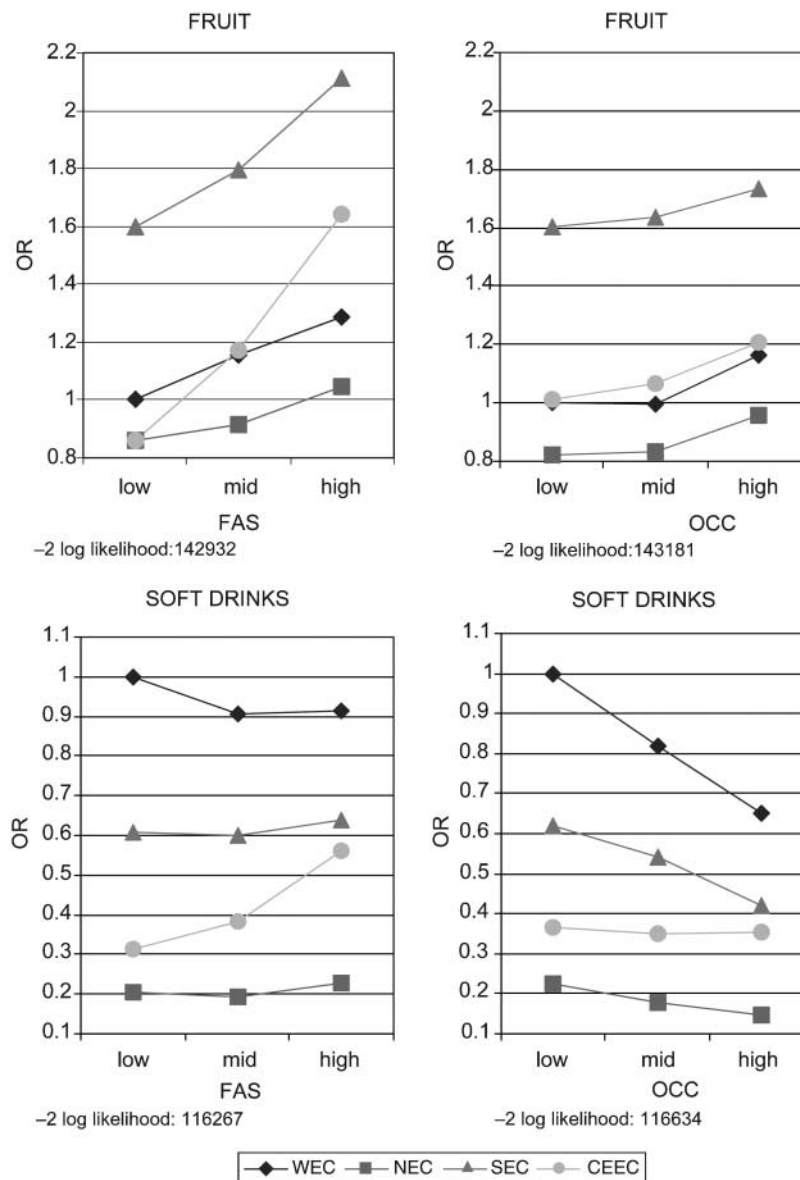 FRUIT
2.2
2
1.8
1.6
1.4
1.2
1
0.8
OR
low mid high
FAS
–2 log likelihood:142932
FRUIT
2.2
2
1.8
1.6
1.4
1.2
1
0.8
OR
low mid high
OCC
–2 log likelihood:143181
SOFT DRINKS
1.1
1
0.9
0.8
0.7
0.6
0.5
0.4
0.3
0.2
0.1
OR
low mid high
FAS
–2 log likelihood: 116267
SOFT DRINKS
1.1
1
0.9
0.8
0.7
0.6
0.5
0.4
0.3
0.2
0.1
OR
low mid high
OCC
–2 log likelihood: 116634
WEC NEC SEC CEEC